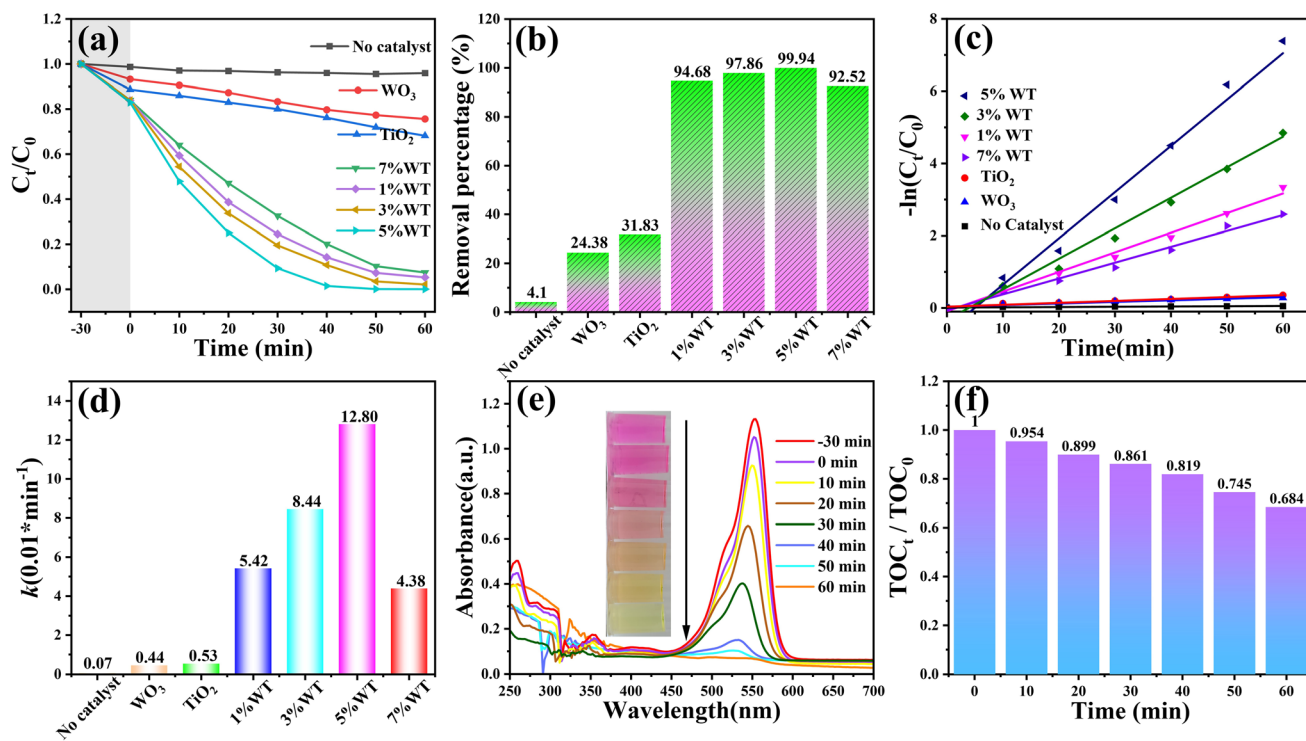 (a)
No catalyst
WO₃
TiO₂
7%WT
1%WT
3%WT
5%WT
Cₜ/C₀
1.2
1.0
0.8
0.6
0.4
0.2
0.0
-30 0 10 20 30 40 50 60
Time (min)
(b)
Removal percentage (%)
120
110
100
90
80
70
60
50
40
30
20
10
0
4.1
24.38
31.83
94.68
97.86
99.94
92.52
No catalyst
WO₃
TiO₂
1%WT
3%WT
5%WT
7%WT
(c)
-ln(Cₜ/C₀)
8
6
4
2
0
5% WT
3% WT
1% WT
7% WT
TiO₂
WO₃
No Catalyst
0 10 20 30 40 50 60
Time(min)
(d)
k(0.01*min⁻¹)
14
12
10
8
6
4
2
0
0.07
0.44
0.53
5.42
8.44
12.80
4.38
No catalyst
WO₃
TiO₂
1%WT
3%WT
5%WT
7%WT
(e)
Absorbance(a.u.)
1.2
1.0
0.8
0.6
0.4
0.2
0.0
-30 min
0 min
10 min
20 min
30 min
40 min
50 min
60 min
250 300 350 400 450 500 550 600 650 700
Wavelength(nm)
(f)
TOCₜ / TOC₀
1.2
1.0
0.8
0.6
0.4
0.2
0.0
1
0.954
0.899
0.861
0.819
0.745
0.684
0 10 20 30 40 50 60
Time (min)